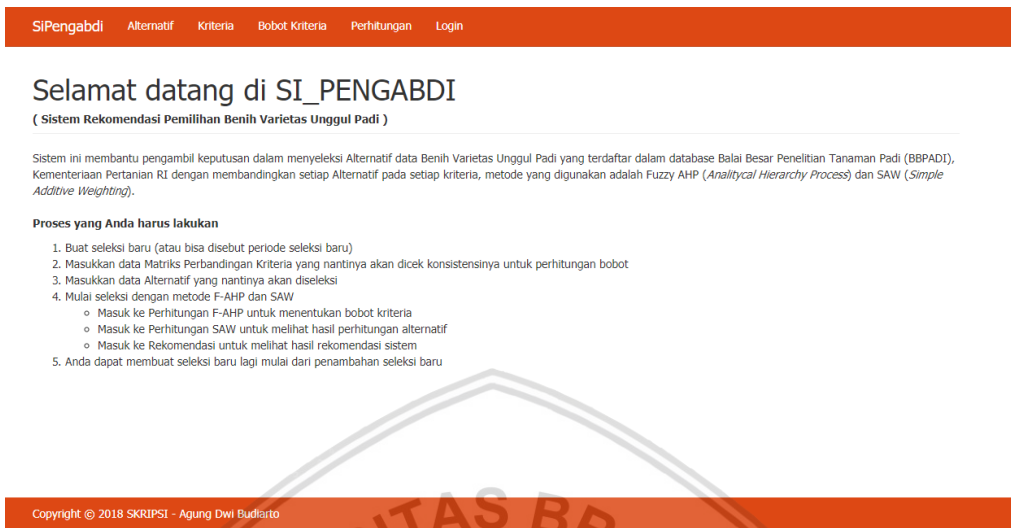 SiPengabdi Alternatif Kriteria Bobot Kriteria Perhitungan Login
Selamat datang di SI_PENGABDI
( Sistem Rekomendasi Pemilihan Benih Varietas Unggul Padi )
Sistem ini membantu pengambil keputusan dalam menyeleksi Alternatif data Benih Varietas Unggul Padi yang terdaftar dalam database Balai Besar Penelitian Tanaman Padi (BBPADI),
Kementeriaan Pertanian RI dengan membandingkan setiap Alternatif pada setiap kriteria, metode yang digunakan adalah Fuzzy AHP (Analitycal Hierarchy Process) dan SAW (Simple
Additive Weighting).
Proses yang Anda harus lakukan
1. Buat seleksi baru (atau bisa disebut periode seleksi baru)
2. Masukkan data Matriks Perbandingan Kriteria yang nantinya akan dicek konsistensinya untuk perhitungan bobot
3. Masukkan data Alternatif yang nantinya akan diseleksi
4. Mulai seleksi dengan metode F-AHP dan SAW
Masuk ke Perhitungan F-AHP untuk menentukan bobot kriteria
Masuk ke Perhitungan SAW untuk melihat hasil perhitungan alternatif
Masuk ke Rekomendasi untuk melihat hasil rekomendasi sistem
5. Anda dapat membuat seleksi baru lagi mulai dari penambahan seleksi baru
Copyright © 2018 SKRIPSI - Agung Dwi Budiarto